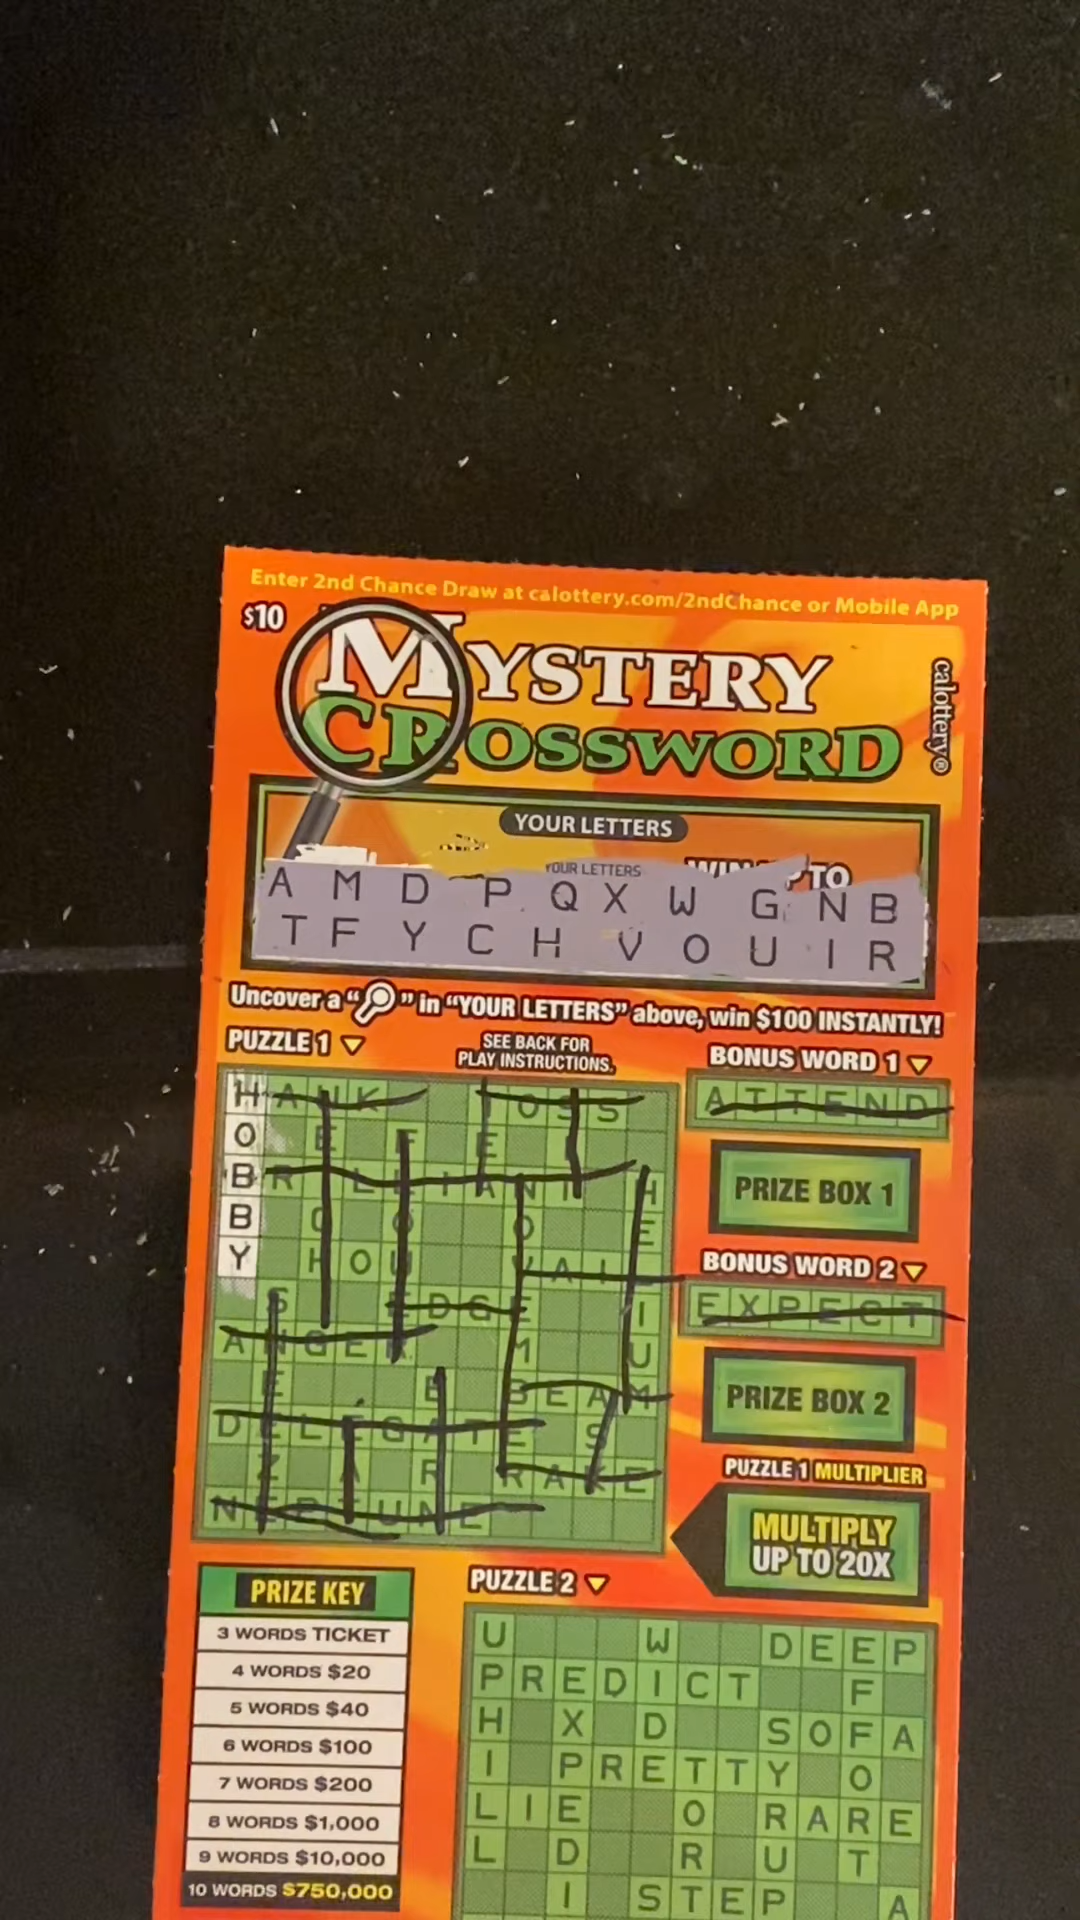 Enter 2nd Chance Draw at calottery.com/2ndChance or Mobile App
$10
MYSTERY
CROSSWORD
calottery®
YOUR LETTERS
YOUR LETTERS
TO
A M D P Q X W G N B
T F Y C H V O U I R
Uncover a " " in "YOUR LETTERS" above, win $100 INSTANTLY!
PUZZLE 1
SEE BACK FOR
PLAY INSTRUCTIONS.
BONUS WORD 1
ATTEND
PRIZE BOX 1
BONUS WORD 2
EXPECT
PRIZE BOX 2
PUZZLE 1 MULTIPLIER
MULTIPLY
UP TO 20X
HOBBY
EDGE
ANGER
BEAM
DELEGATE
RAKE
NEPTUNE
PRIZE KEY
3 WORDS TICKET
4 WORDS $20
5 WORDS $40
6 WORDS $100
7 WORDS $200
8 WORDS $1,000
9 WORDS $10,000
10 WORDS $750,000
PUZZLE 2
U W DEEP
PREDICT F
H X D SOFA
I PRETTY O
LIE O RARE
L D R U T
I STEP A